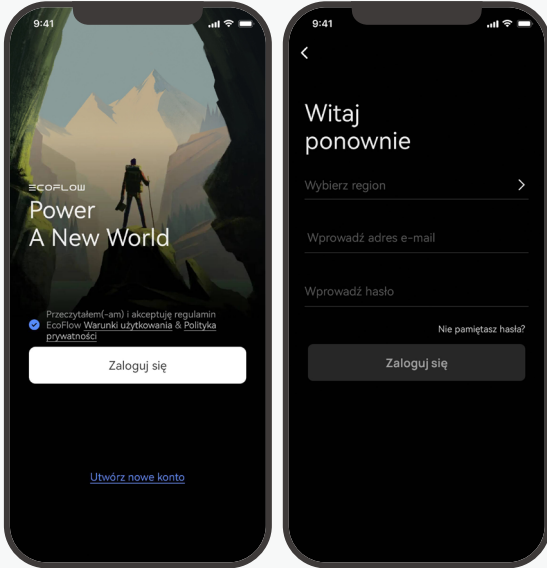 9:41
ECOFLOW
Power
A New World
Przeczytałem(-am) i akceptuję regulamin
EcoFlow Warunki użytkowania & Polityka
prywatności
Zaloguj się
Utwórz nowe konto
9:41
Witaj
ponownie
Wybierz region
Wprowadź adres e-mail
Wprowadź hasło
Nie pamiętasz hasła?
Zaloguj się